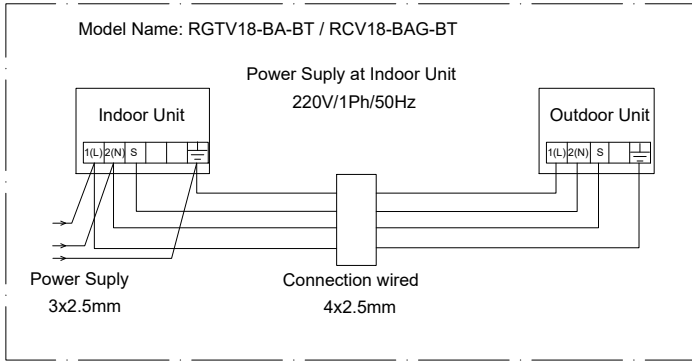 Model Name: RGTV18-BA-BT / RCV18-BAG-BT
Power Suply at Indoor Unit
220V/1Ph/50Hz
Indoor Unit
Outdoor Unit
1(L) 2(N) S
1(L) 2(N) S
Power Suply
3x2.5mm
Connection wired
4x2.5mm